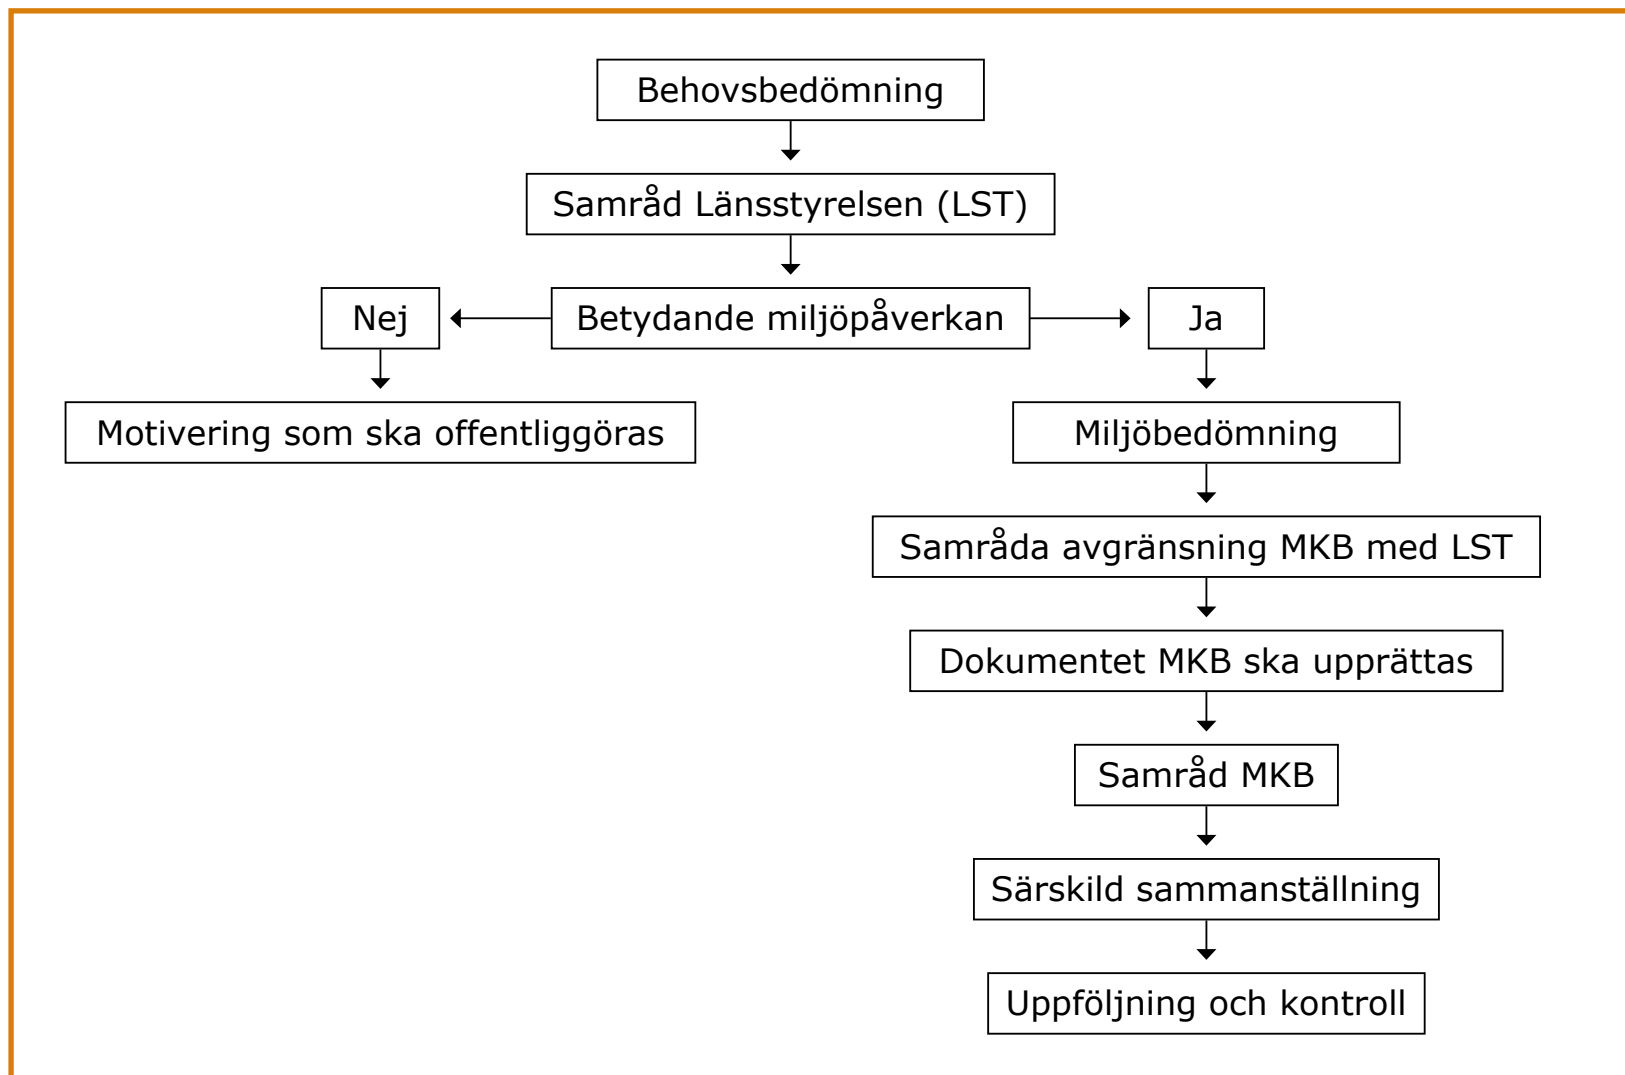 Behovsbedömning
Samråd Länsstyrelsen (LST)
Nej
Betydande miljöpåverkan
Ja
Motivering som ska offentliggöras
Miljöbedömning
Samråda avgränsning MKB med LST
Dokumentet MKB ska upprättas
Samråd MKB
Särskild sammanställning
Uppföljning och kontroll